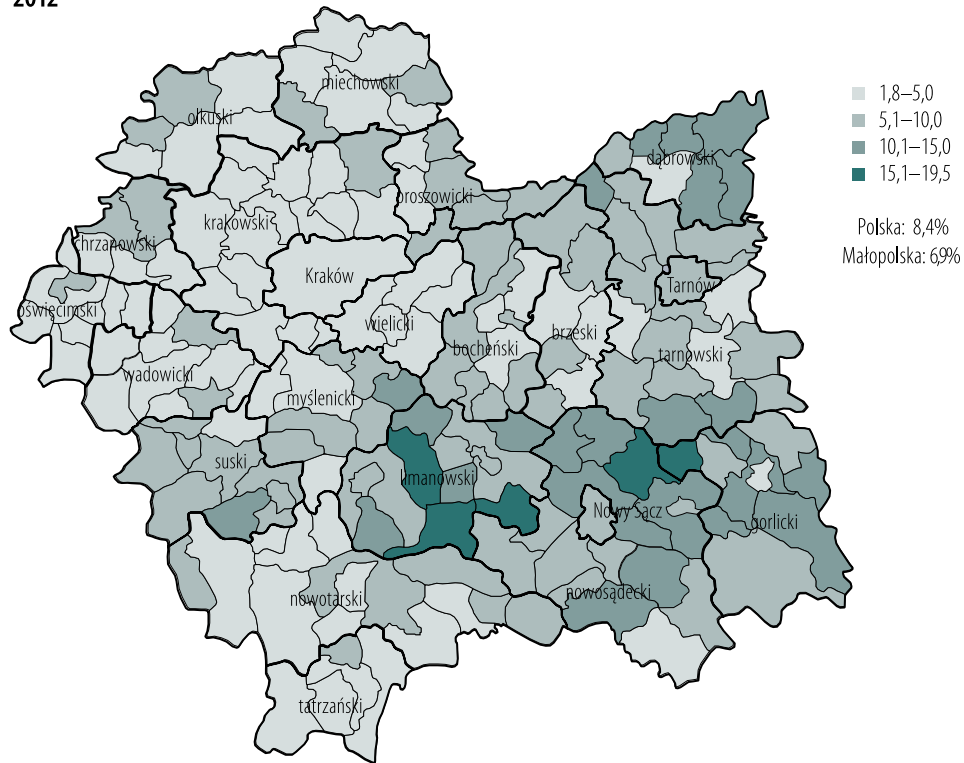 2012
miechowski
olkuski
1,8–5,0
5,1–10,0
10,1–15,0
15,1–19,5
dąbrowski
proszowicki
krakowski
chrzanowski
Polska: 8,4%
Małopolska: 6,9%
Kraków
Tarnów
oświęcimski
wielicki
brzeski
bocheński
tarnowski
wadowicki
myślenicki
suski
limanowski
Nowy Sącz
gorlicki
nowotarski
nowosądecki
tatrzański